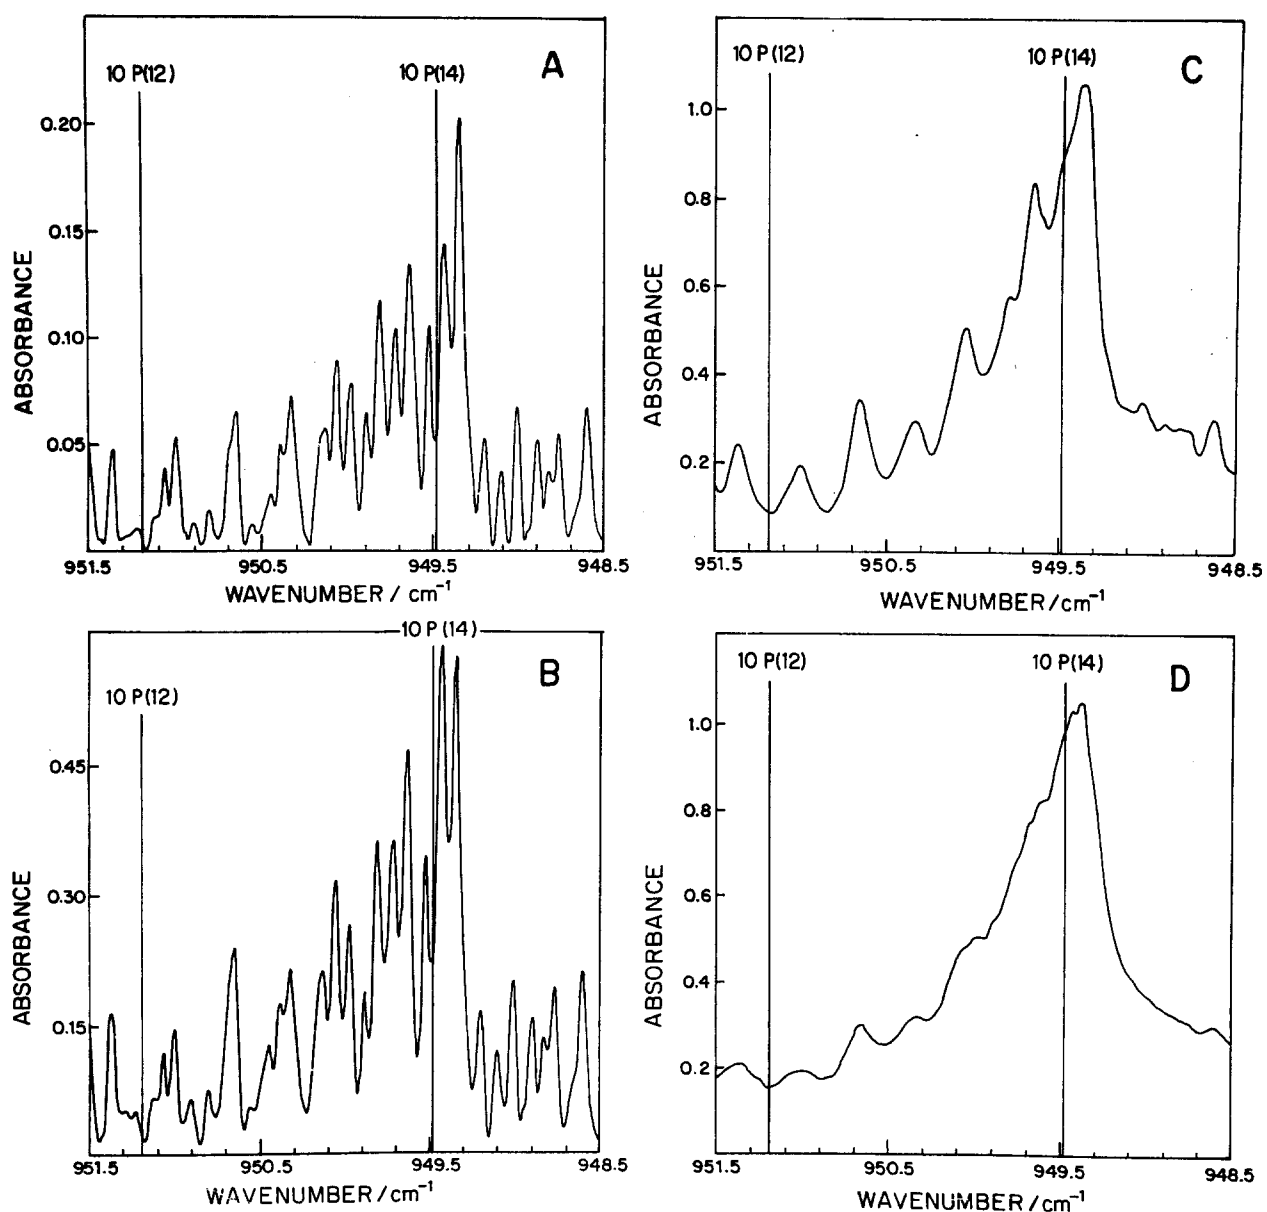 10 P(12)
10 P(14)
A
ABSORBANCE
0.20
0.15
0.10
0.05
951.5
950.5
949.5
948.5
WAVENUMBER / cm⁻¹
10 P(12)
10 P(14)
C
ABSORBANCE
1.0
0.8
0.6
0.4
0.2
951.5
950.5
949.5
948.5
WAVENUMBER/cm⁻¹
10 P(14)
10 P(12)
B
ABSORBANCE
0.45
0.30
0.15
951.5
950.5
949.5
948.5
WAVENUMBER/cm⁻¹
10 P(12)
10 P(14)
D
ABSORBANCE
1.0
0.8
0.6
0.4
0.2
951.5
950.5
949.5
948.5
WAVENUMBER/cm⁻¹